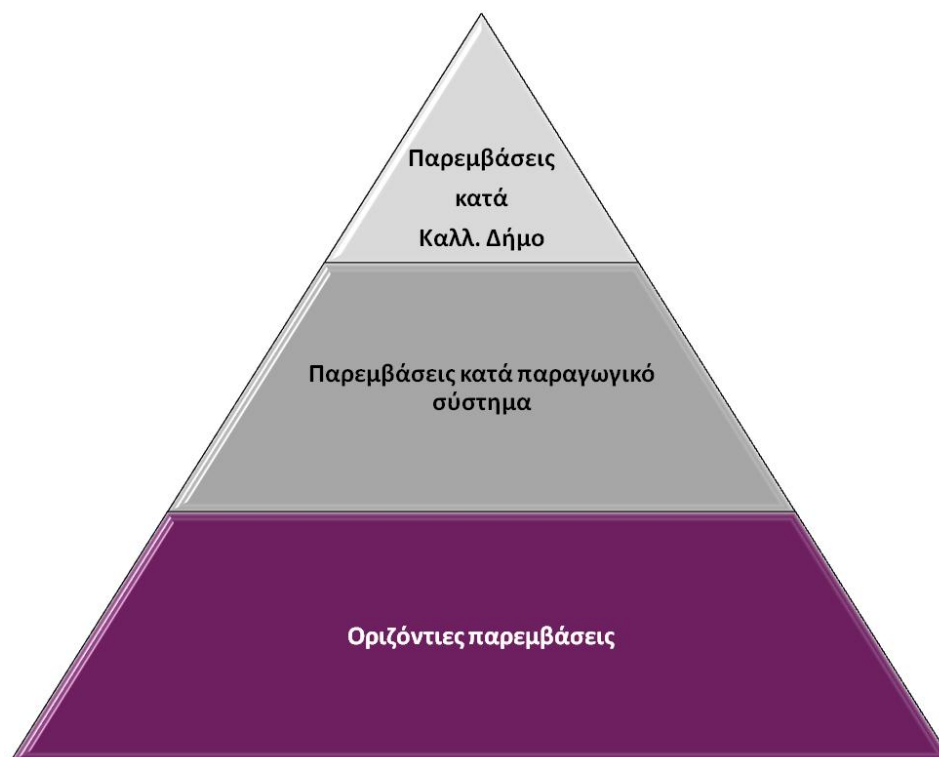 Παρεμβάσεις
κατά
Καλλ. Δήμο
Παρεμβάσεις κατά παραγωγικό
σύστημα
Οριζόντιες παρεμβάσεις